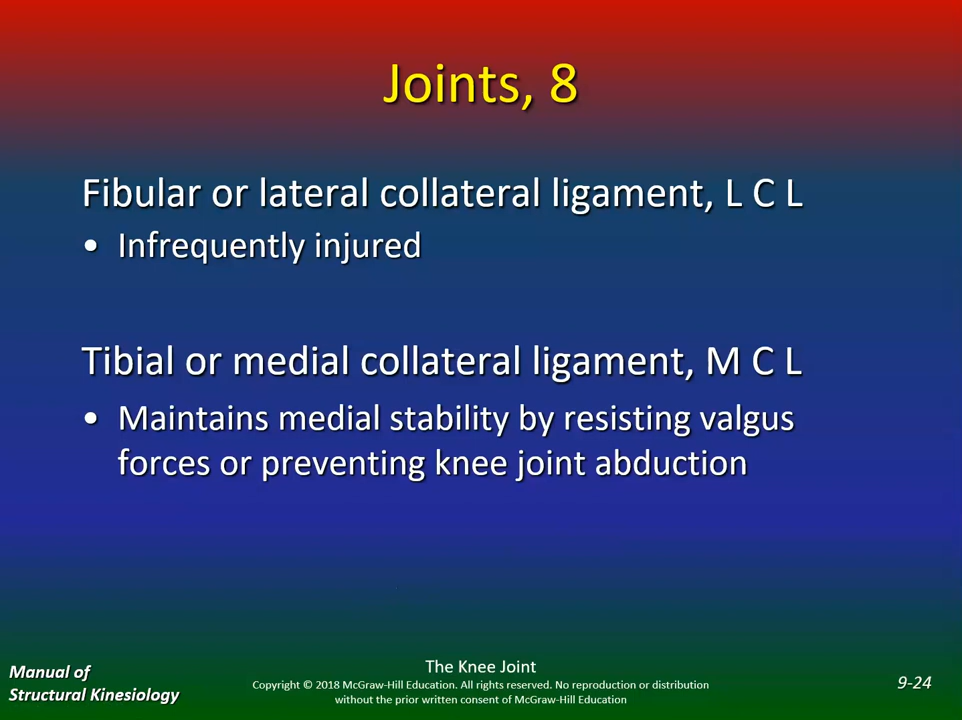 Joints, 8
Fibular or lateral collateral ligament, L C L
• Infrequently injured
Tibial or medial collateral ligament, M C L
• Maintains medial stability by resisting valgus
forces or preventing knee joint abduction
Manual of
Structural Kinesiology
The Knee Joint
Copyright © 2018 McGraw-Hill Education. All rights reserved. No reproduction or distribution
without the prior written consent of McGraw-Hill Education
9-24